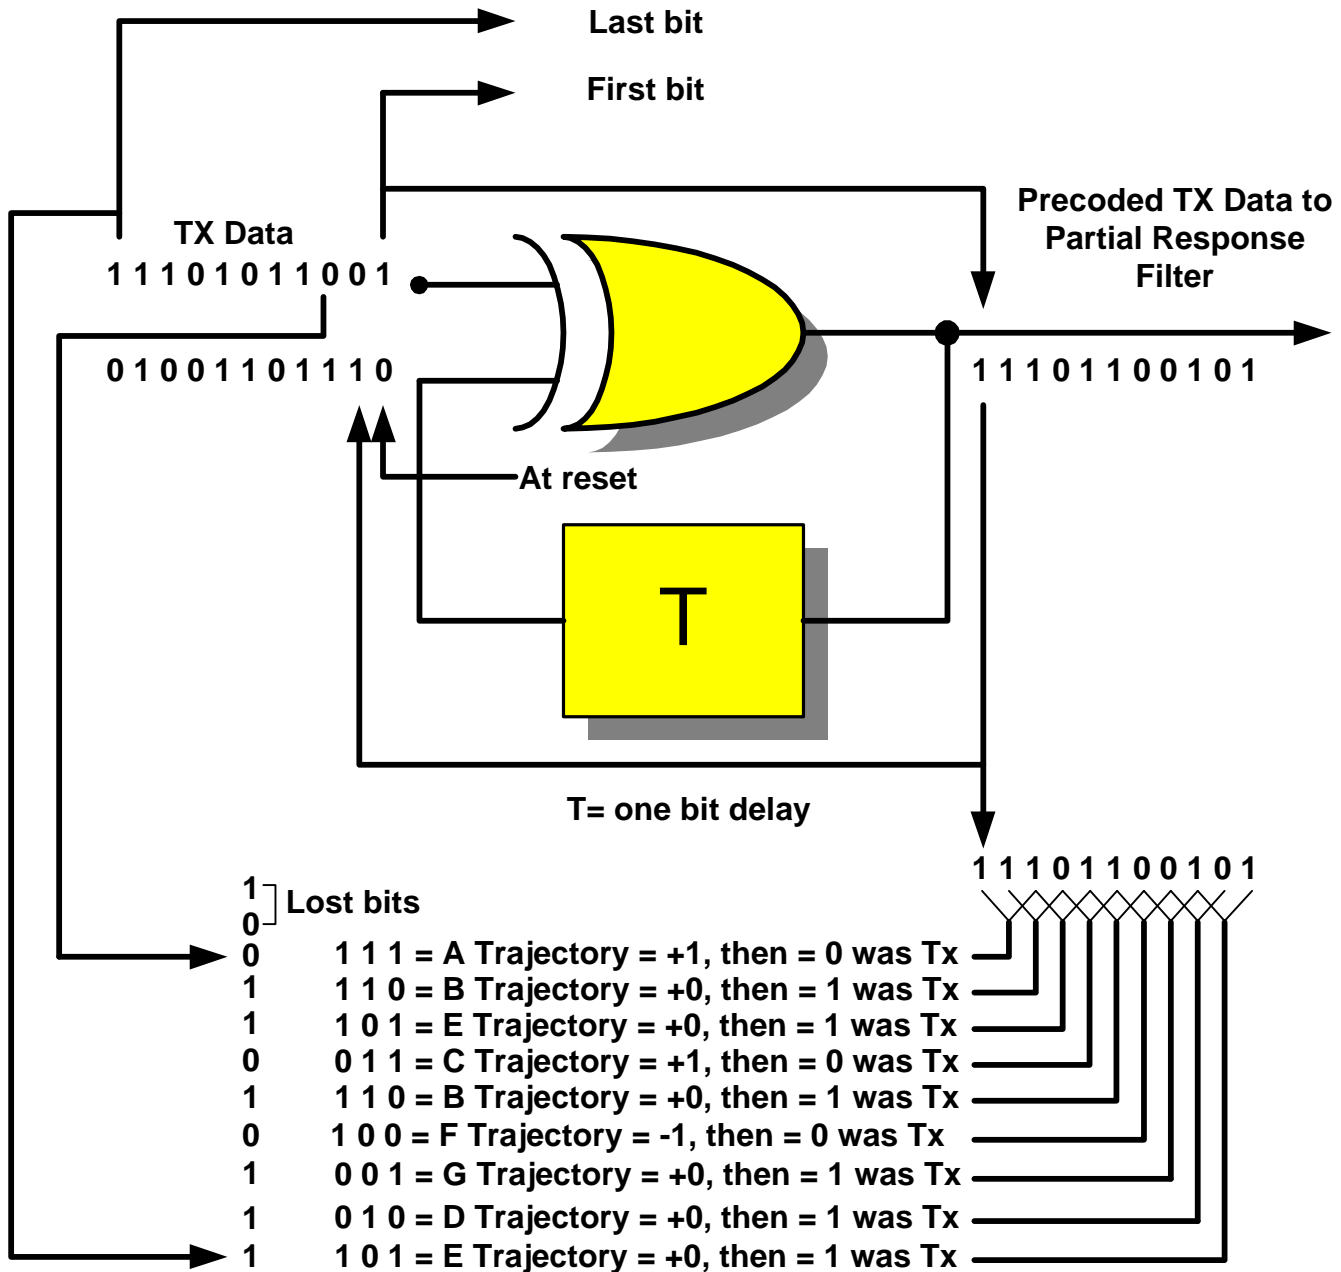 Last bit
First bit
TX Data
1 1 1 0 1 0 1 1 0 0 1
Precoded TX Data to
Partial Response
Filter
0 1 0 0 1 1 0 1 1 1 0
1 1 1 0 1 1 0 0 1 0 1
At reset
T
T= one bit delay
1 1 1 0 1 1 0 0 1 0 1
1
Lost bits
0
0 1 1 1 = A Trajectory = +1, then = 0 was Tx
1 1 1 0 = B Trajectory = +0, then = 1 was Tx
1 1 0 1 = E Trajectory = +0, then = 1 was Tx
0 0 1 1 = C Trajectory = +1, then = 0 was Tx
1 1 1 0 = B Trajectory = +0, then = 1 was Tx
0 1 0 0 = F Trajectory = -1, then = 0 was Tx
1 0 0 1 = G Trajectory = +0, then = 1 was Tx
1 0 1 0 = D Trajectory = +0, then = 1 was Tx
1 1 0 1 = E Trajectory = +0, then = 1 was Tx